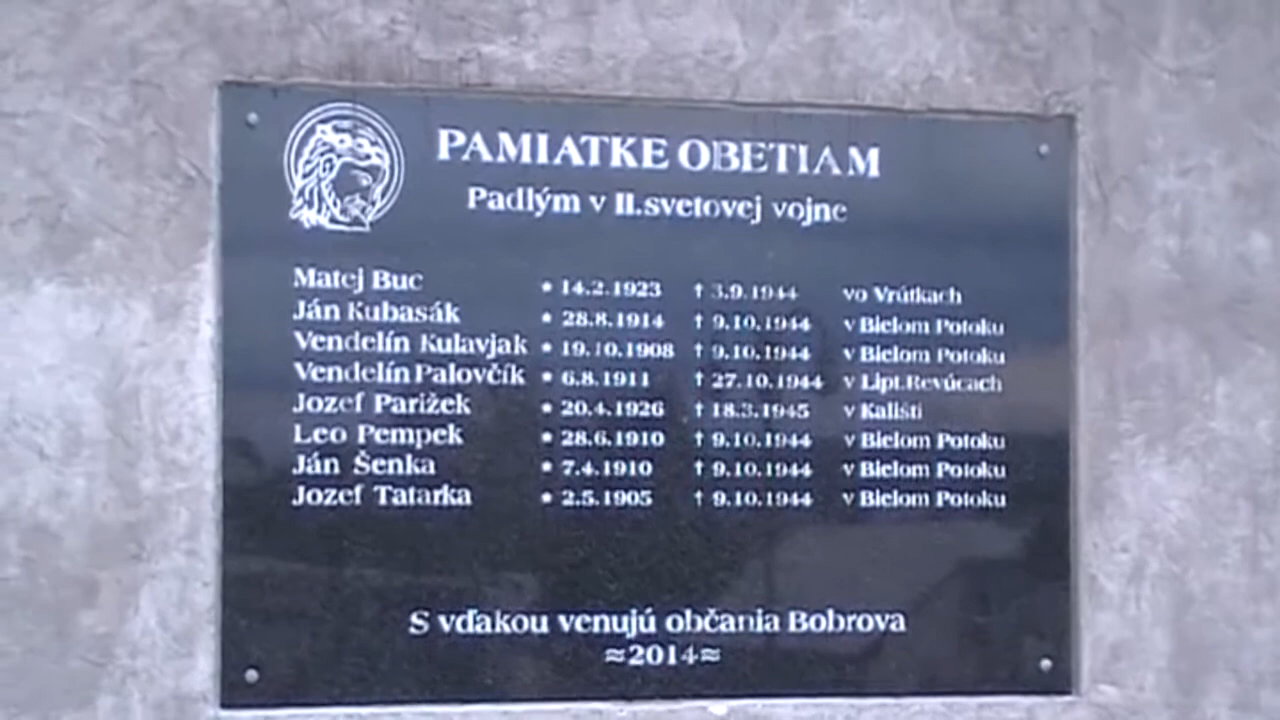 PAMIATKE OBETIAM
Padlým v II.svetovej vojne
Matej Buc * 14.2.1923 † 3.9.1944 vo Vrútkach
Ján Kubasák * 28.8.1914 † 9.10.1944 v Bielom Potoku
Vendelín Kulavjak * 19.10.1908 † 9.10.1944 v Bielom Potoku
Vendelín Palovčík * 6.8.1911 † 27.10.1944 v Lipt.Revúcach
Jozef Parižek * 20.4.1926 † 18.3.1945 v Kališti
Leo Pempek * 28.6.1910 † 9.10.1944 v Bielom Potoku
Ján Šenka * 7.4.1910 † 9.10.1944 v Bielom Potoku
Jozef Tatarka * 2.5.1905 † 9.10.1944 v Bielom Potoku
S vďakou venujú občania Bobrova
≈2014≈